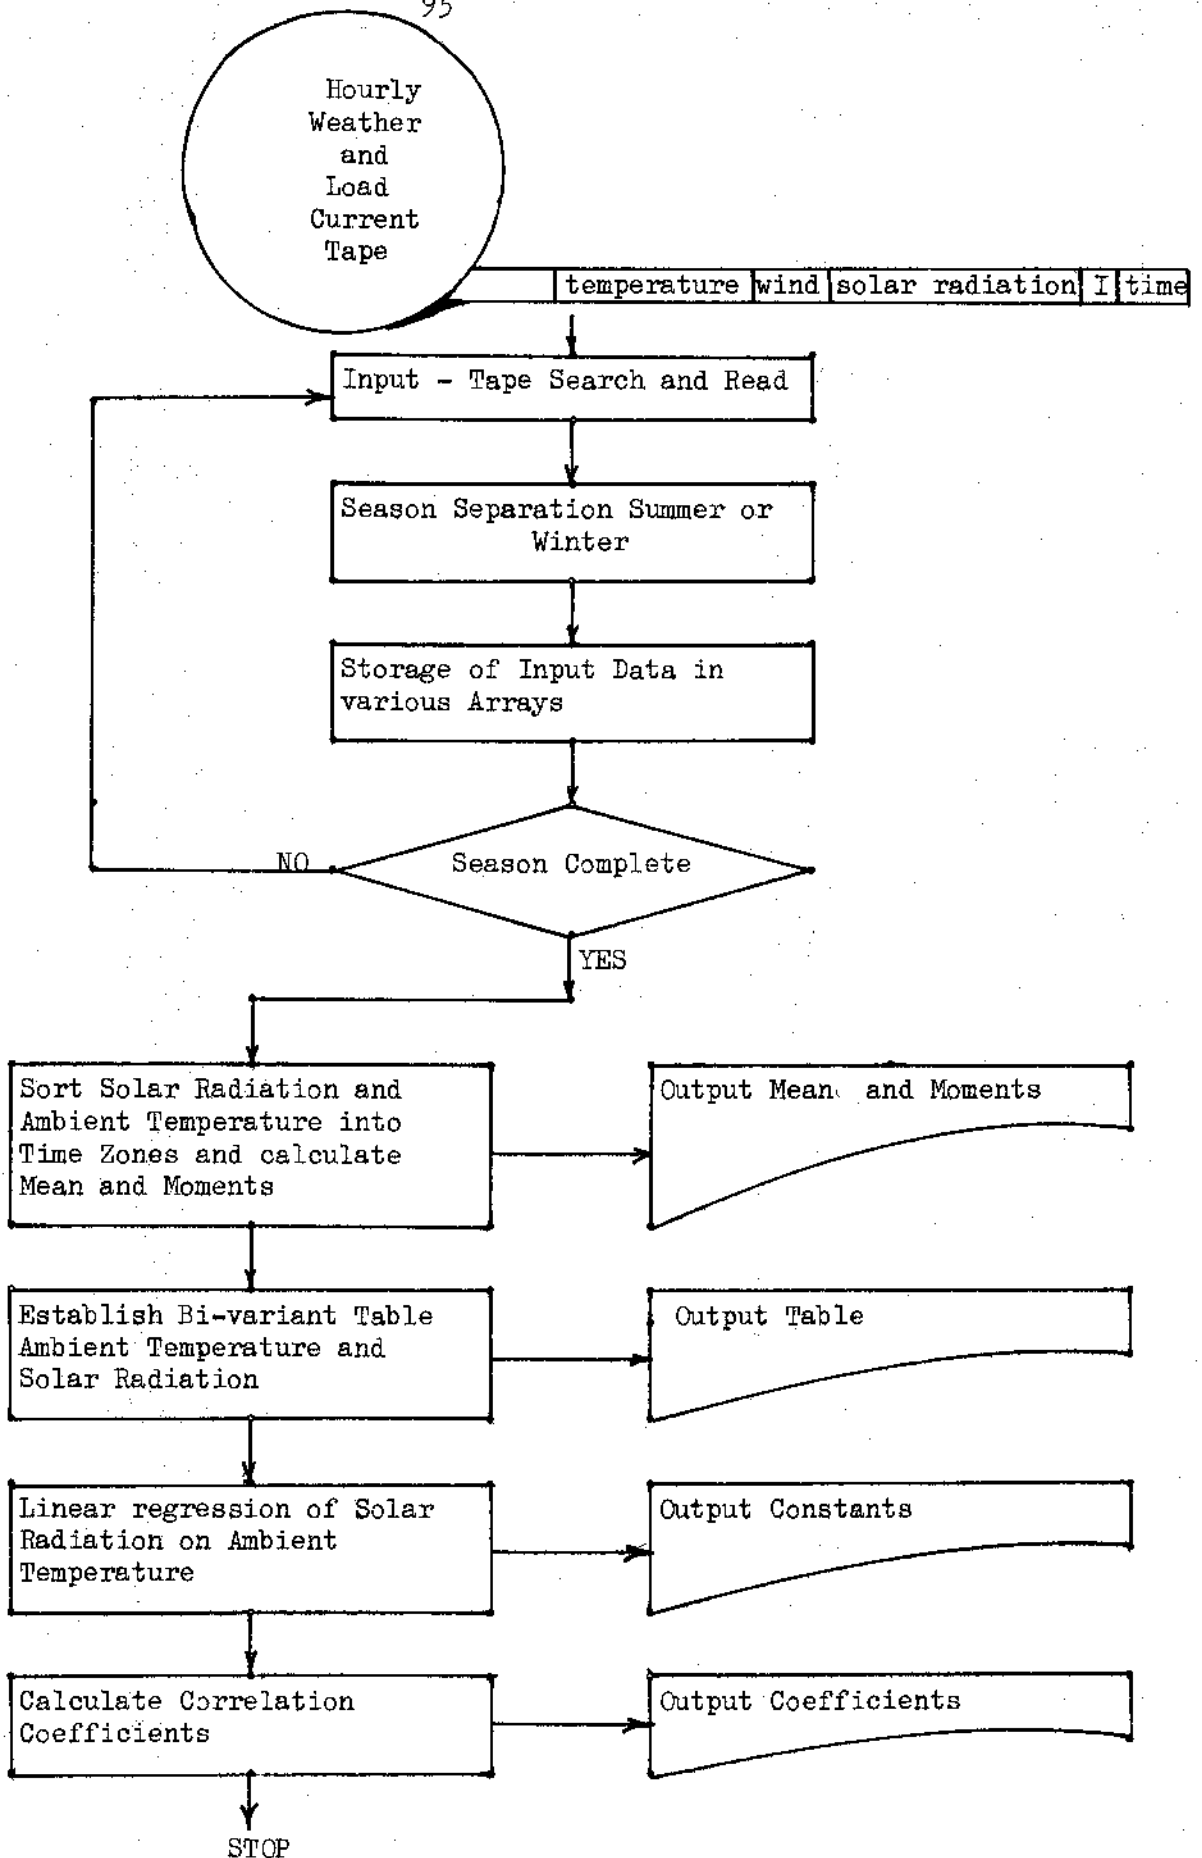 95
Hourly
Weather
and
Load
Current
Tape
temperature wind solar radiation I time
Input - Tape Search and Read
Season Separation Summer or
Winter
Storage of Input Data in
various Arrays
Season Complete
NO
YES
Sort Solar Radiation and
Ambient Temperature into
Time Zones and calculate
Mean and Moments
Output Mean and Moments
Establish Bi-variant Table
Ambient Temperature and
Solar Radiation
Output Table
Linear regression of Solar
Radiation on Ambient
Temperature
Output Constants
Calculate Correlation
Coefficients
Output Coefficients
STOP